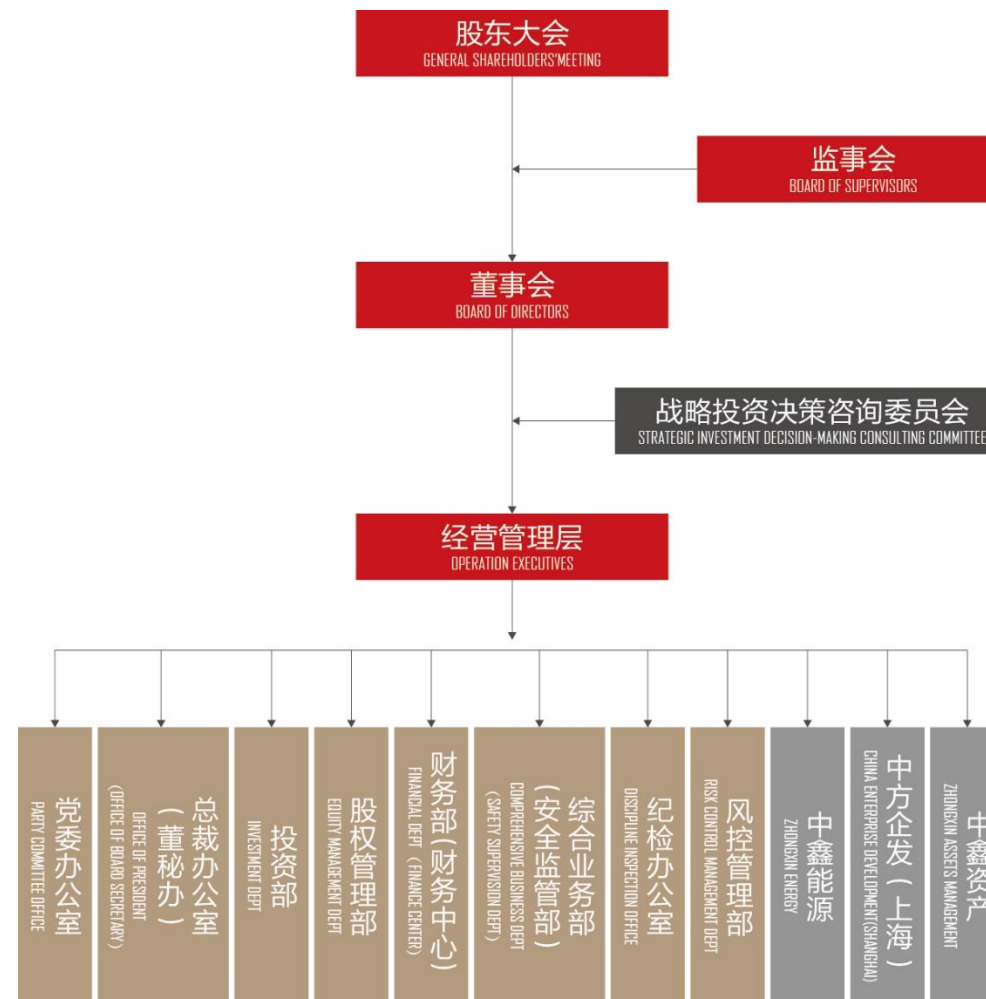 股东大会
GENERAL SHAREHOLDERS'MEETING
监事会
BOARD OF SUPERVISORS
董事会
BOARD OF DIRECTORS
战略投资决策咨询委员会
STRATEGIC INVESTMENT DECISION-MAKING CONSULTING COMMITTEE
经营管理层
OPERATION EXECUTIVES
党委办公室
PARTY COMMITTEE OFFICE
总裁办公室
(董秘办)
OFFICE OF PRESIDENT
(OFFICE OF BOARD SECRETARY)
投资部
INVESTMENT DEPT
股权管理部
EQUITY MANAGEMENT DEPT
财务部(财务中心)
FINANCIAL DEPT (FINANCE CENTER)
综合业务部
(安全监管部)
COMPREHENSIVE BUSINESS DEPT
(SAFETY SUPERVISION DEPT)
纪检办公室
DISCIPLINE INSPECTION OFFICE
风控管理部
RISK CONTROL MANAGEMENT DEPT
中鑫能源
ZHONGXIN ENERGY
中方企发(上海)
CHINA ENTERPRISE DEVELOPMENT(SHANGHAI)
中鑫资产
ZHONGXIN ASSETS MANAGEMENT